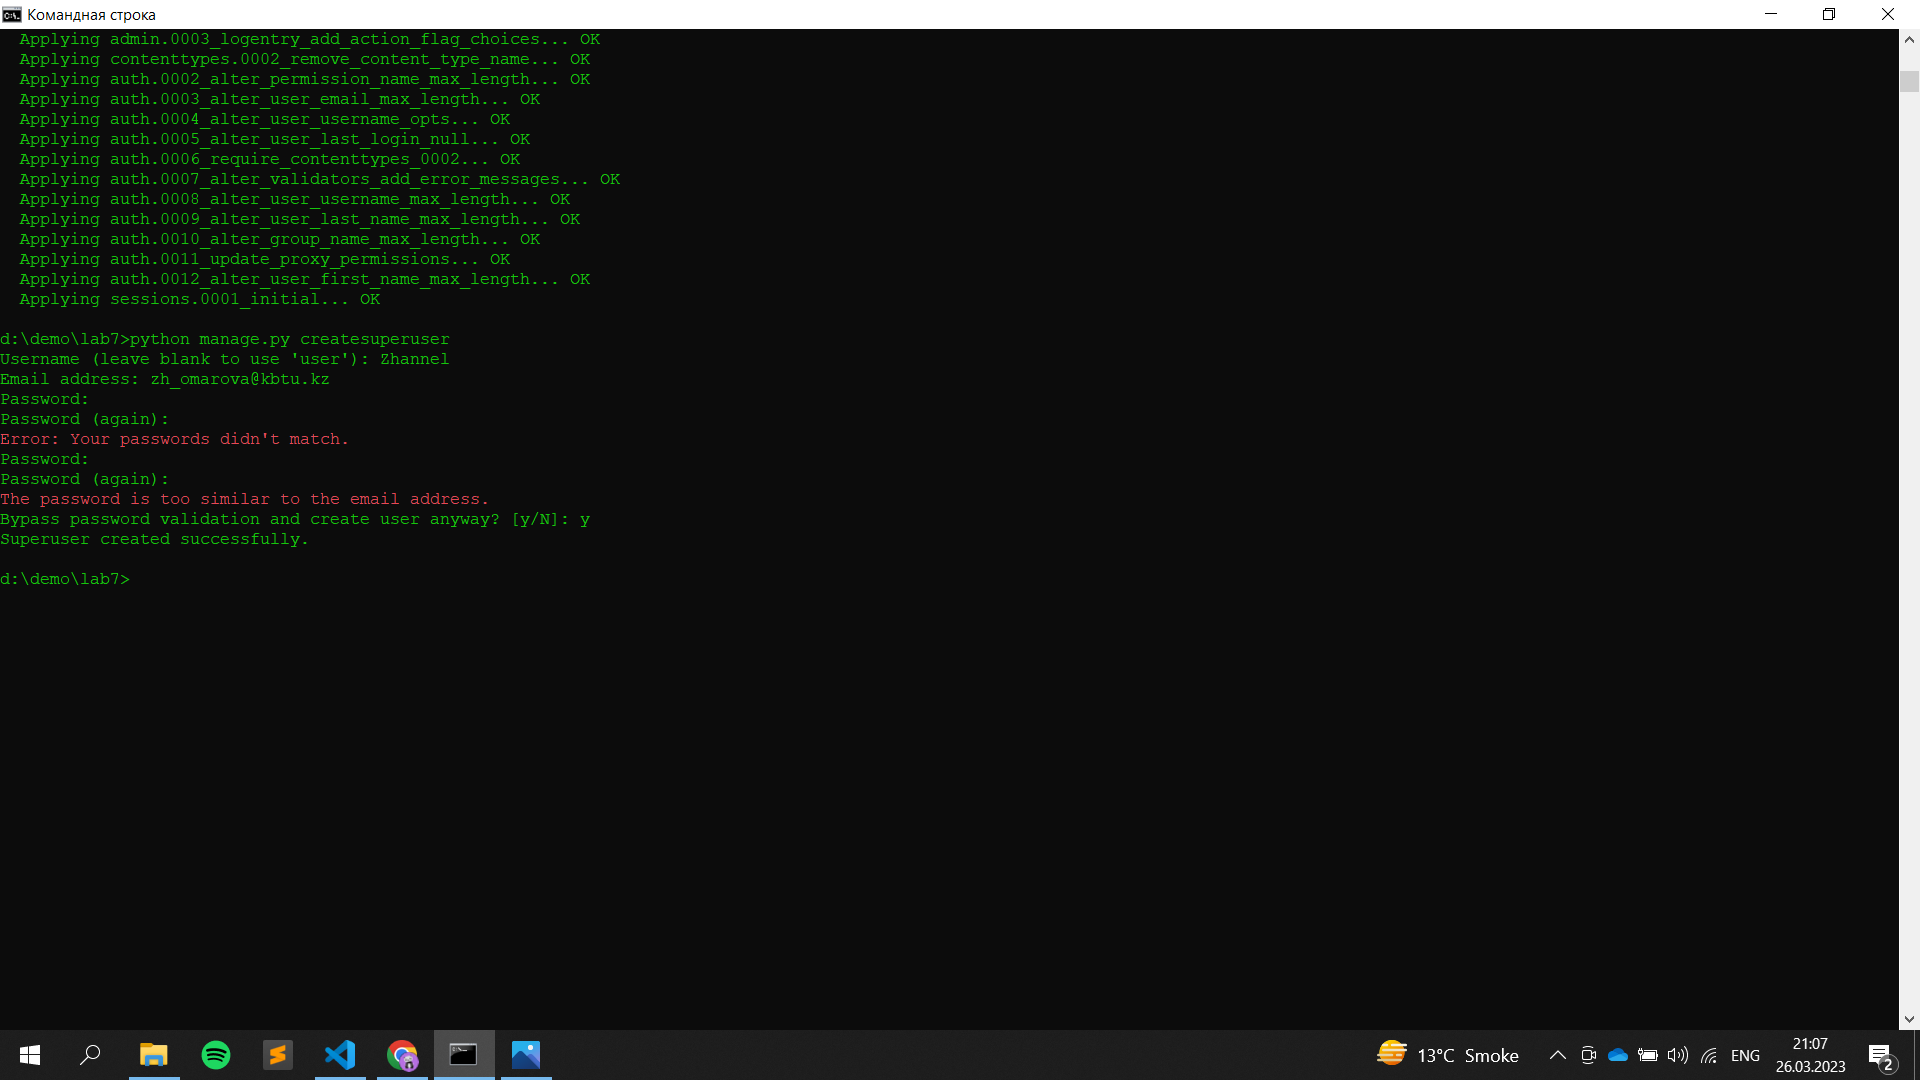 Командная строка
Applying admin.0003_logentry_add_action_flag_choices... OK
Applying contenttypes.0002_remove_content_type_name... OK
Applying auth.0002_alter_permission_name_max_length... OK
Applying auth.0003_alter_user_email_max_length... OK
Applying auth.0004_alter_user_username_opts... OK
Applying auth.0005_alter_user_last_login_null... OK
Applying auth.0006_require_contenttypes_0002... OK
Applying auth.0007_alter_validators_add_error_messages... OK
Applying auth.0008_alter_user_username_max_length... OK
Applying auth.0009_alter_user_last_name_max_length... OK
Applying auth.0010_alter_group_name_max_length... OK
Applying auth.0011_update_proxy_permissions... OK
Applying auth.0012_alter_user_first_name_max_length... OK
Applying sessions.0001_initial... OK
d:\demo\lab7>python manage.py createsuperuser
Username (leave blank to use 'user'): Zhannel
Email address: zh_omarova@kbtu.kz
Password:
Password (again):
Error: Your passwords didn't match.
Password:
Password (again):
The password is too similar to the email address.
Bypass password validation and create user anyway? [y/N]: y
Superuser created successfully.
d:\demo\lab7>
13°C Smoke
ENG
21:07
26.03.2023
2